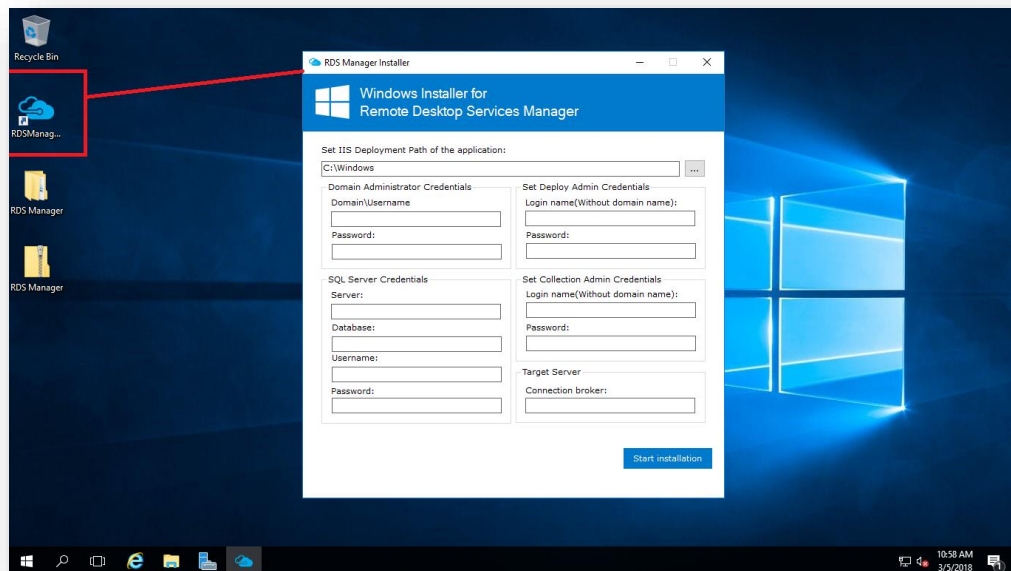 Recycle Bin
RDSManag...
RDS Manager
RDS Manager
RDS Manager Installer
Windows Installer for
Remote Desktop Services Manager
Set IIS Deployment Path of the application:
C:\Windows
...
Domain Administrator Credentials
Domain\Username
Password:
SQL Server Credentials
Server:
Database:
Username:
Password:
Set Deploy Admin Credentials
Login name(Without domain name):
Password:
Set Collection Admin Credentials
Login name(Without domain name):
Password:
Target Server
Connection broker:
Start installation
10:58 AM
3/5/2018